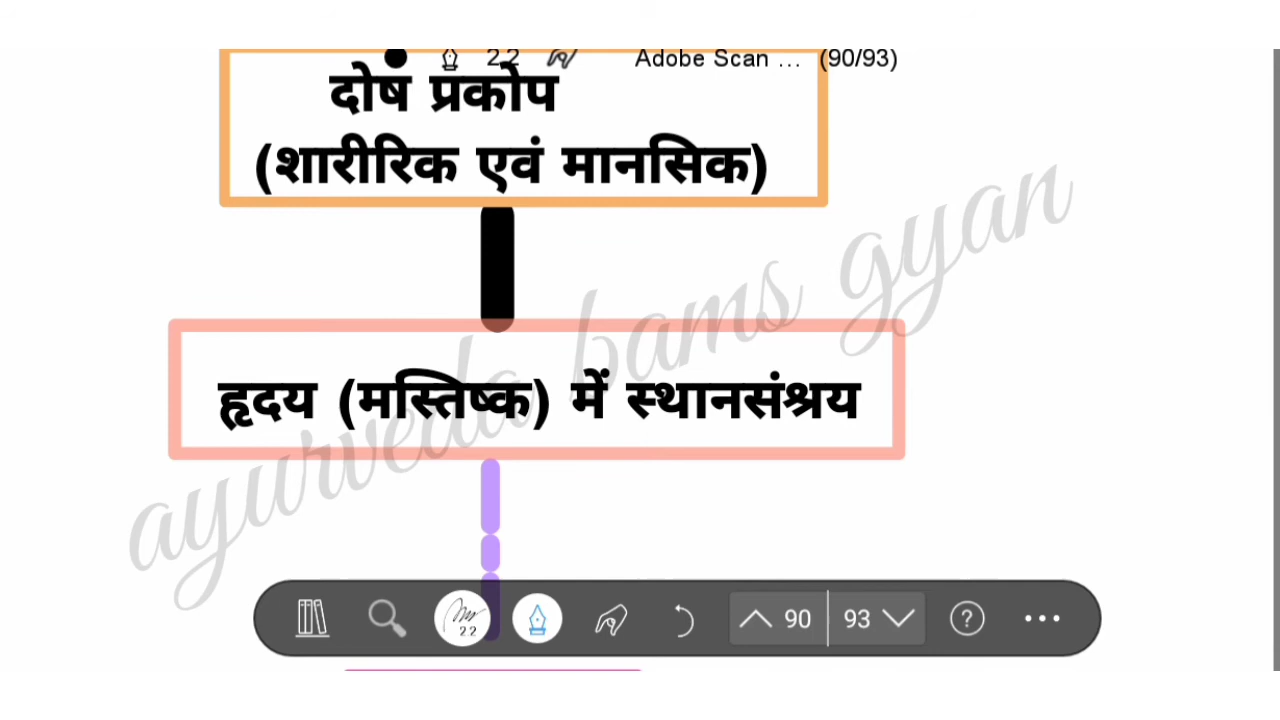 2.2 Adobe Scan ... (90/93)
दोष प्रकोप
(शारीरिक एवं मानसिक)
हृदय (मस्तिष्क) में स्थानसंश्रय
ayurveda bams gyan
2.2 90 93 ?